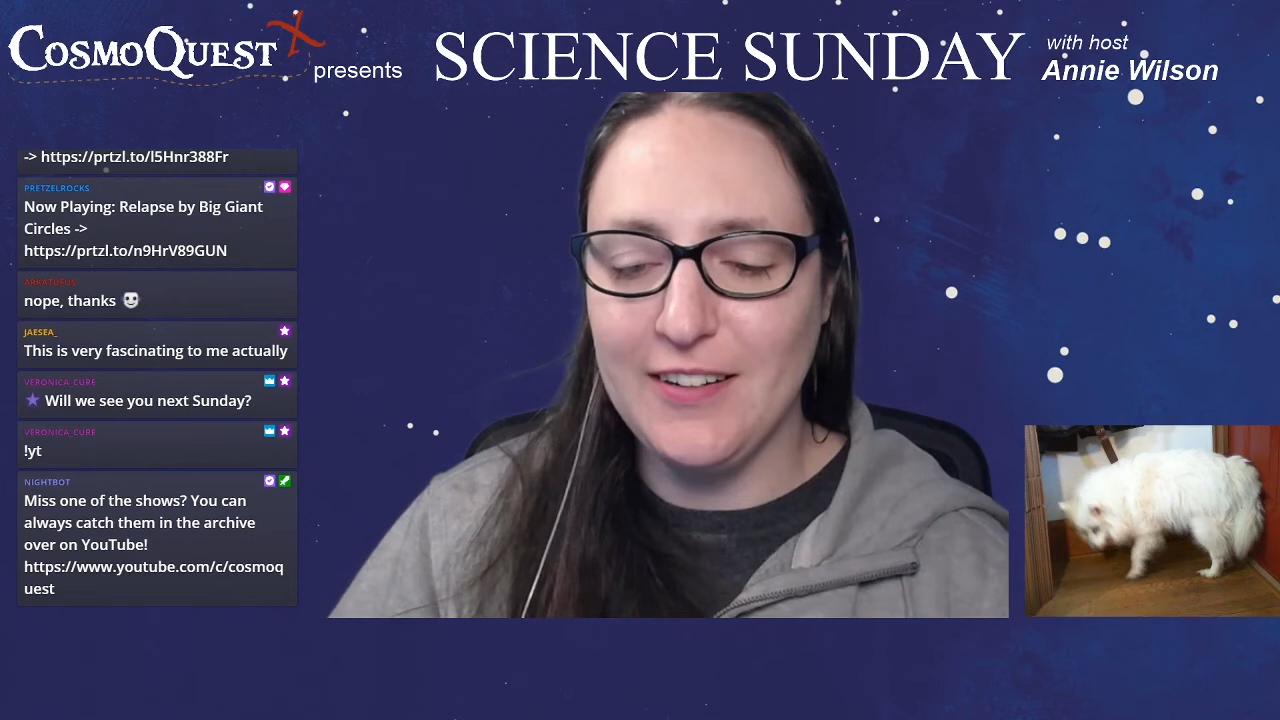 COSMOQUEST X
presents
SCIENCE SUNDAY
with host
Annie Wilson
-> https://prtzl.to/l5Hnr388Fr
PRETZELROCKS
Now Playing: Relapse by Big Giant
Circles ->
https://prtzl.to/n9HrV89GUN
ARKATUFUS
nope, thanks
JAESEA_
This is very fascinating to me actually
VERONICA_CURE
Will we see you next Sunday?
VERONICA_CURE
!yt
NIGHTBOT
Miss one of the shows? You can
always catch them in the archive
over on YouTube!
https://www.youtube.com/c/cosmoq
uest